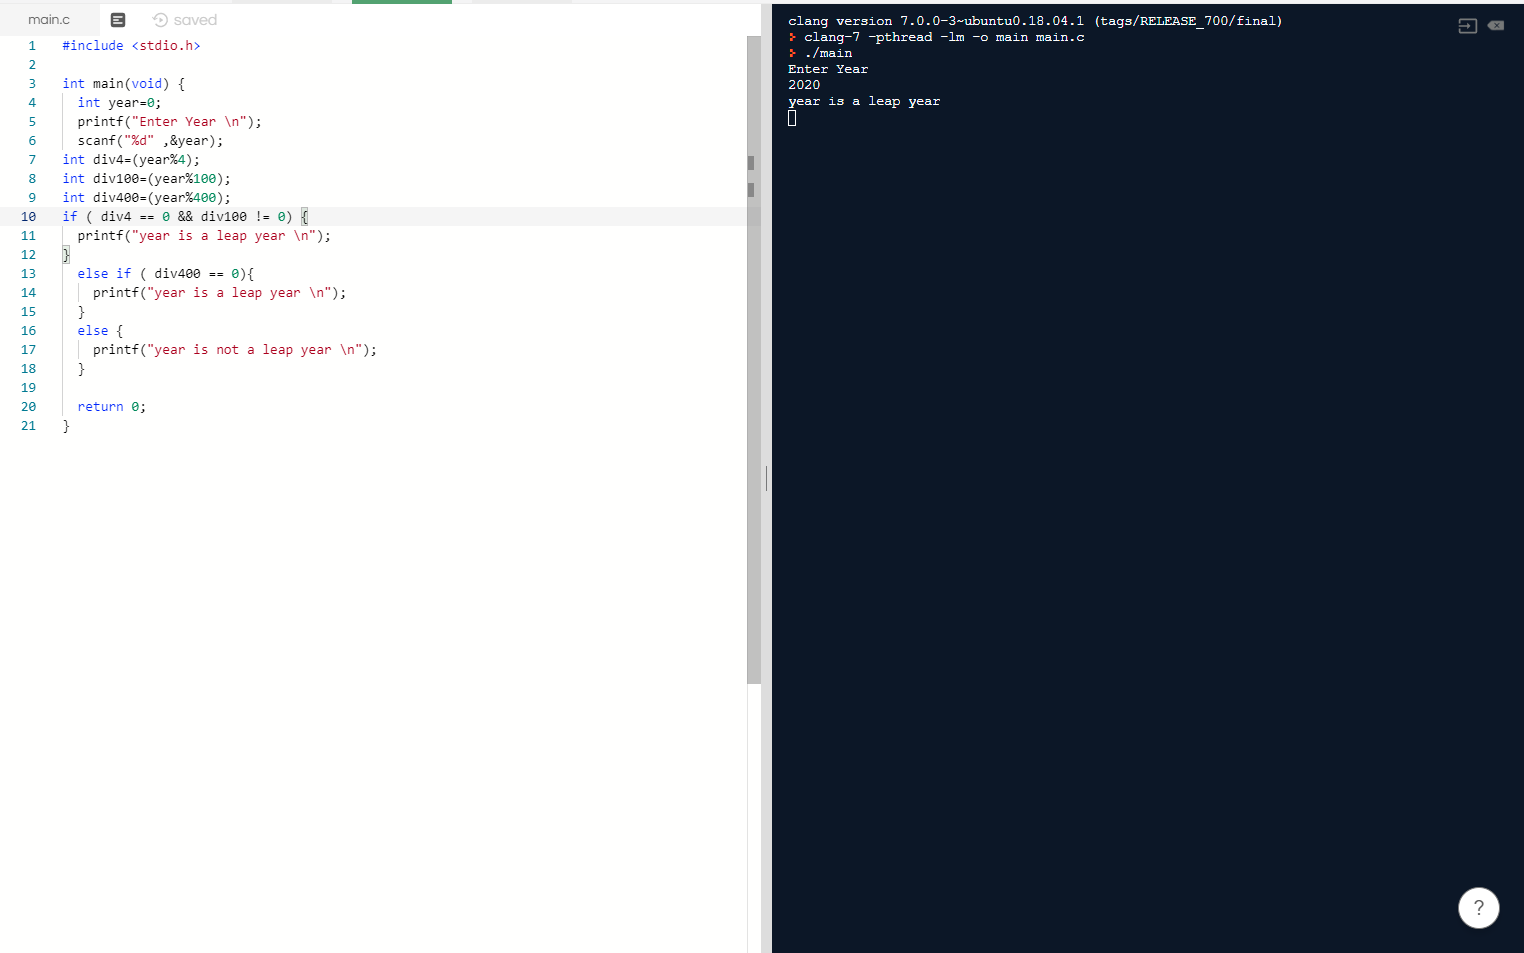 main.c saved
1 #include <stdio.h>
2
3 int main(void) {
4   int year=0;
5   printf("Enter Year \n");
6   scanf("%d" ,&year);
7 int div4=(year%4);
8 int div100=(year%100);
9 int div400=(year%400);
10 if ( div4 == 0 && div100 != 0) {
11   printf("year is a leap year \n");
12 }
13   else if ( div400 == 0){
14     printf("year is a leap year \n");
15   }
16   else {
17     printf("year is not a leap year \n");
18   }
19
20   return 0;
21 }
clang version 7.0.0-3~ubuntu0.18.04.1 (tags/RELEASE_700/final)
> clang-7 -pthread -lm -o main main.c
> ./main
Enter Year
2020
year is a leap year
?